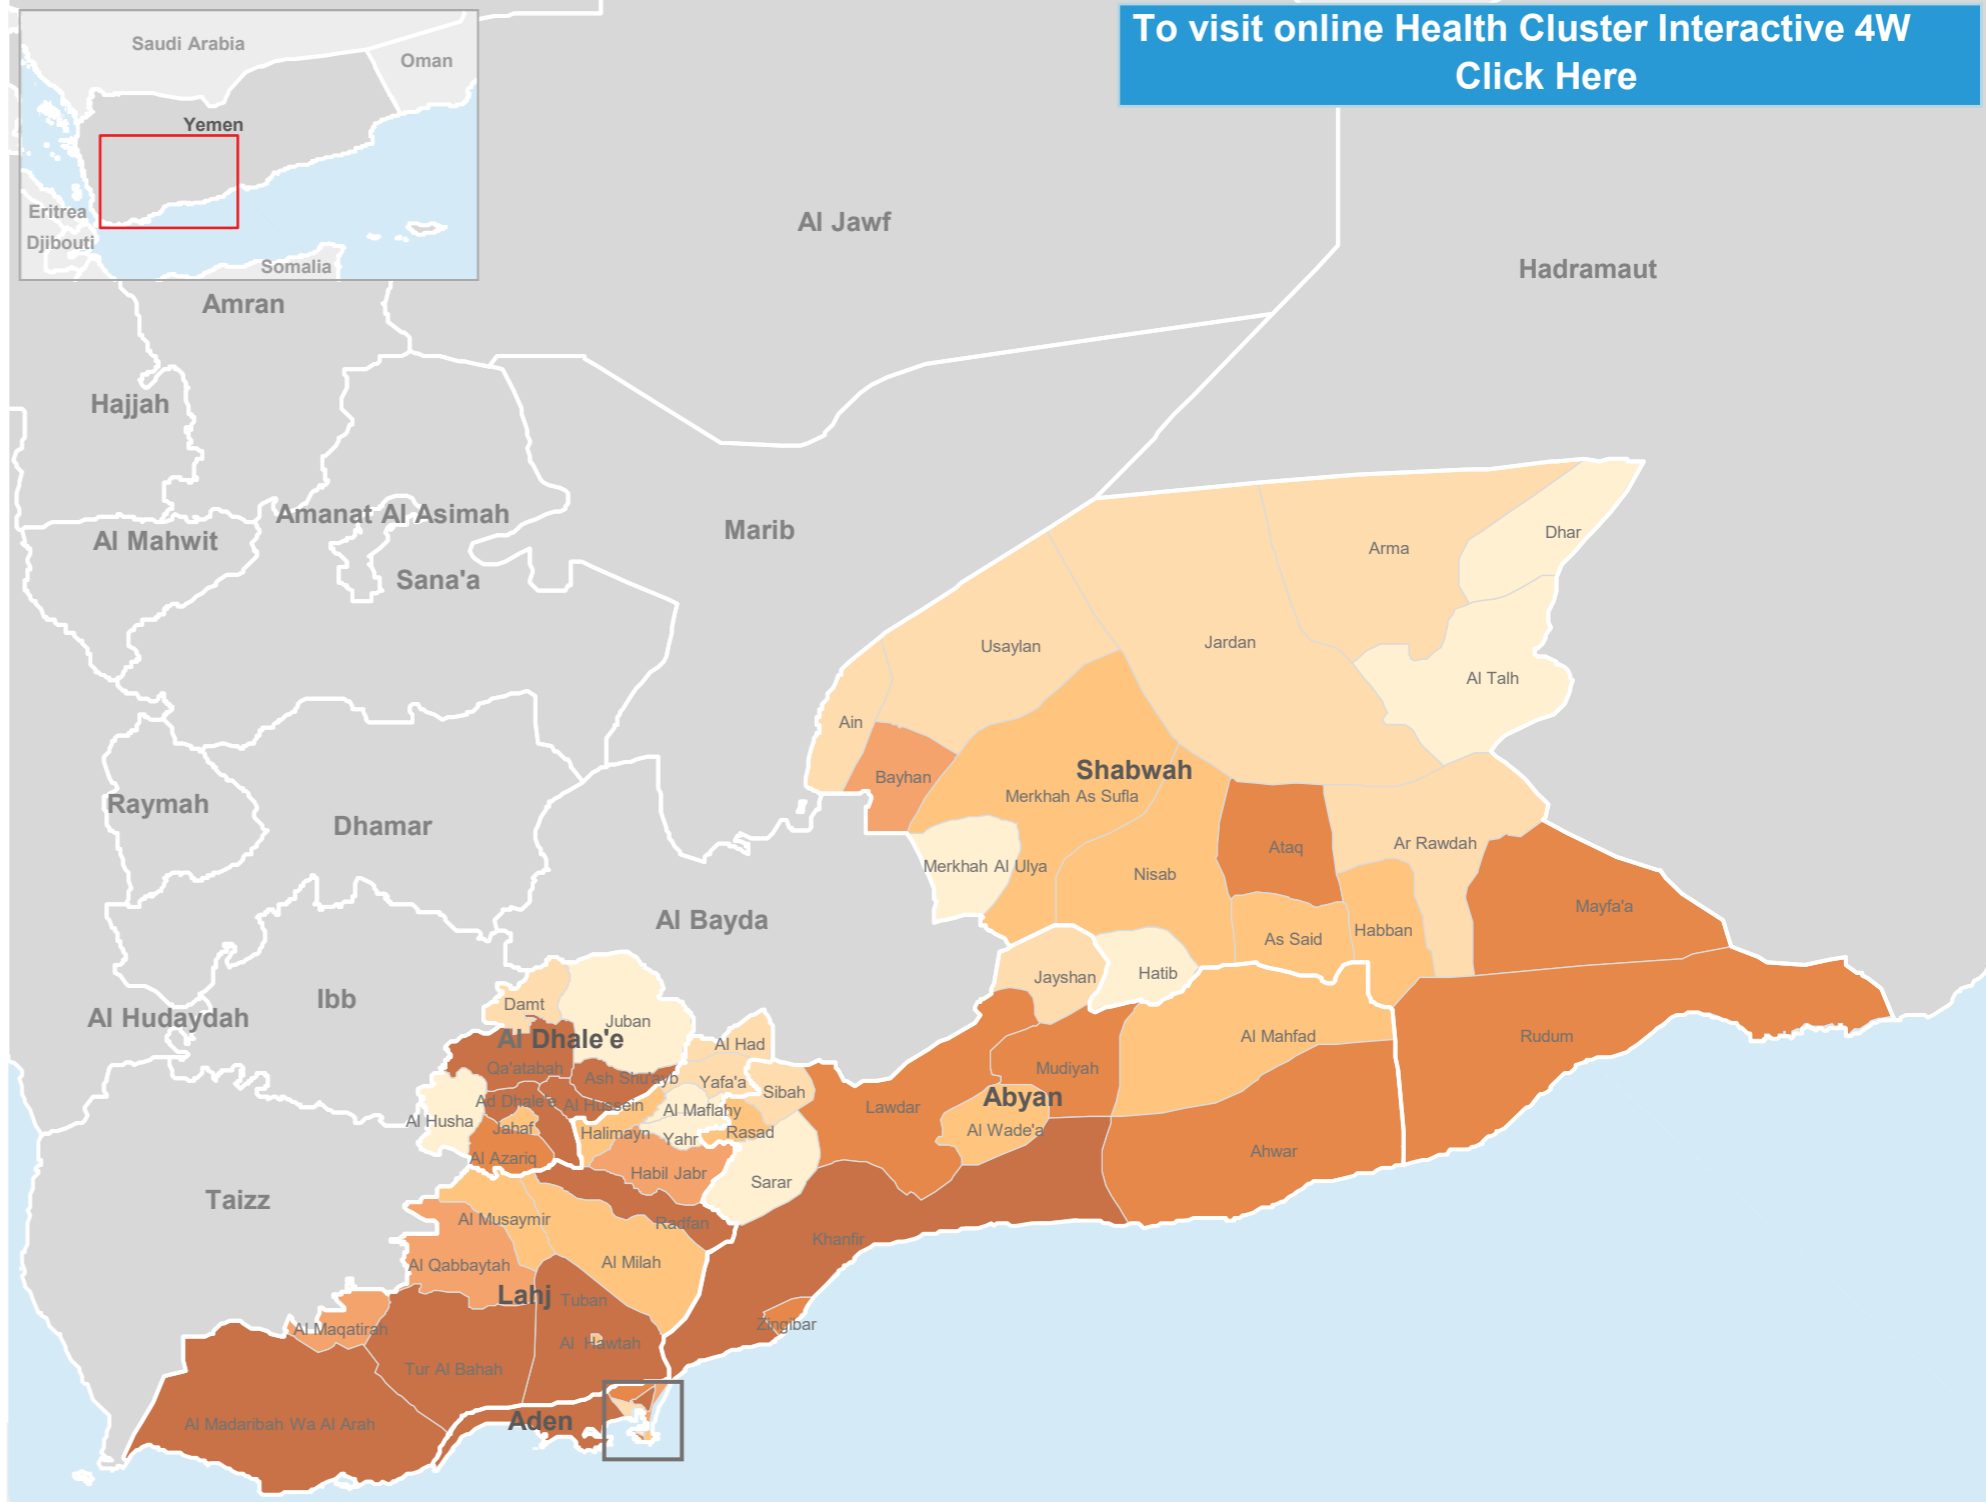 To visit online Health Cluster Interactive 4W
Click Here
Saudi Arabia
Oman
Yemen
Eritrea
Djibouti
Somalia
Al Jawf
Hadramaut
Amran
Hajjah
Amanat Al Asimah
Al Mahwit
Marib
Sana'a
Dhar
Arma
Jardan
Usaylan
Al Talh
Ain
Shabwah
Bayhan
Merkhah As Sufla
Raymah
Dhamar
Ataq
Ar Rawdah
Merkhah Al Ulya
Nisab
Mayfa'a
Al Bayda
Habban
As Said
Hatib
Jayshan
Ibb
Damt
Al Hudaydah
Juban
Al Dhale'e
Al Had
Al Mahfad
Rudum
Qa'atabah
Ash Shu'ayb
Yafa'a
Mudiyah
Sibah
Abyan
Ad Dhale'e
Al Hussein
Al Maflahy
Lawdar
Al Husha
Jahaf
Halimayn
Yahr
Rasad
Al Wade'a
Al Azariq
Ahwar
Habil Jabr
Sarar
Taizz
Al Musaymir
Radfan
Khanfir
Al Milah
Al Qabbaytah
Lahj
Tuban
Zingibar
Al Maqatirah
Al Hawtah
Tur Al Bahah
Al Madaribah Wa Al Arah
Aden